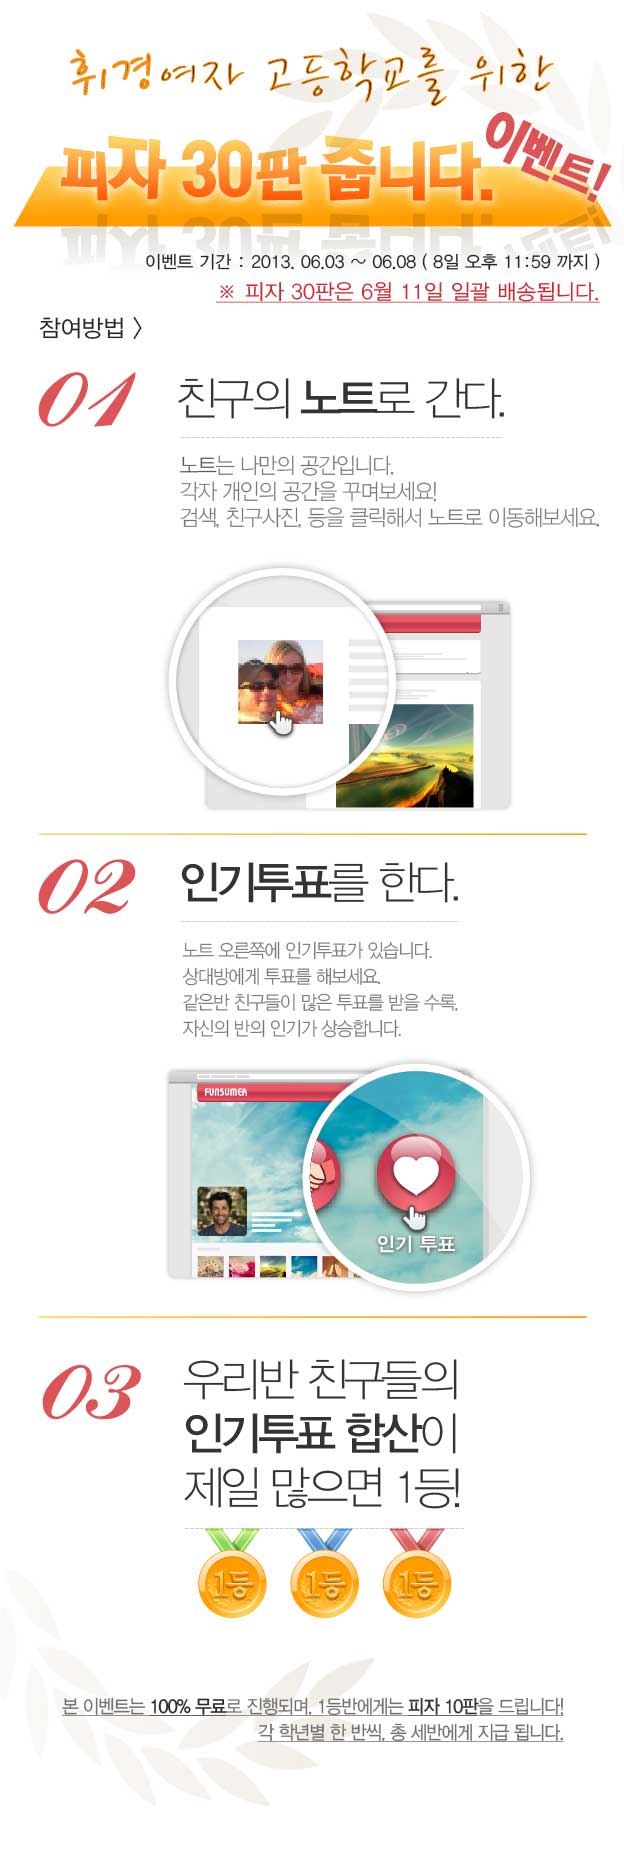 휘경여자 고등학교를 위한
피자 30판 줍니다.
이벤트!
이벤트 기간 : 2013. 06.03 ~ 06.08 ( 8일 오후 11:59 까지 )
※ 피자 30판은 6월 11일 일괄 배송됩니다.
참여방법 >
01
친구의 노트로 간다.
노트는 나만의 공간입니다.
각자 개인의 공간을 꾸며보세요!
검색, 친구사진, 등을 클릭해서 노트로 이동해보세요.
02
인기투표를 한다.
노트 오른쪽에 인기투표가 있습니다.
상대방에게 투표를 해보세요.
같은반 친구들이 많은 투표를 받을 수록,
자신의 반의 인기가 상승합니다.
FUNSUMER
인기 투표
03
우리반 친구들의
인기투표 합산이
제일 많으면 1등!
1등 1등 1등
본 이벤트는 100% 무료로 진행되며, 1등반에게는 피자 10판을 드립니다!
각 학년별 한 반씩, 총 세반에게 지급 됩니다.